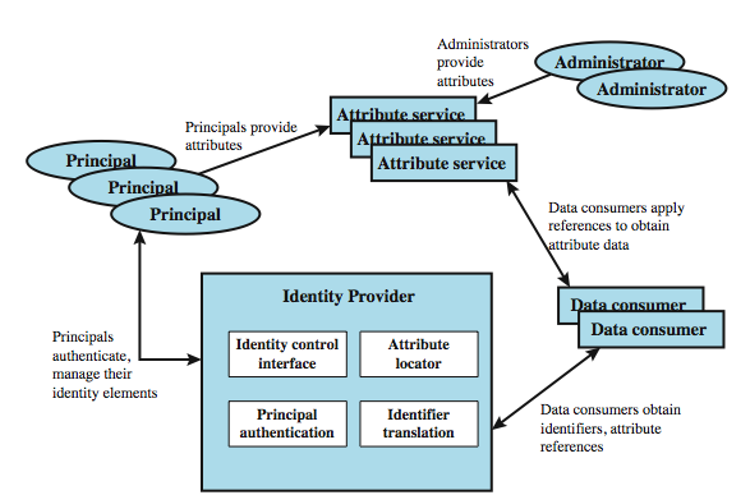 Administrators
provide
attributes
Administrator
Administrator
Attribute service
Attribute service
Attribute service
Principals provide
attributes
Principal
Principal
Principal
Data consumers apply
references to obtain
attribute data
Identity Provider
Data consumer
Data consumer
Identity control
interface
Attribute
locator
Principals
authenticate,
manage their
identity elements
Principal
authentication
Identifier
translation
Data consumers obtain
identifiers, attribute
references